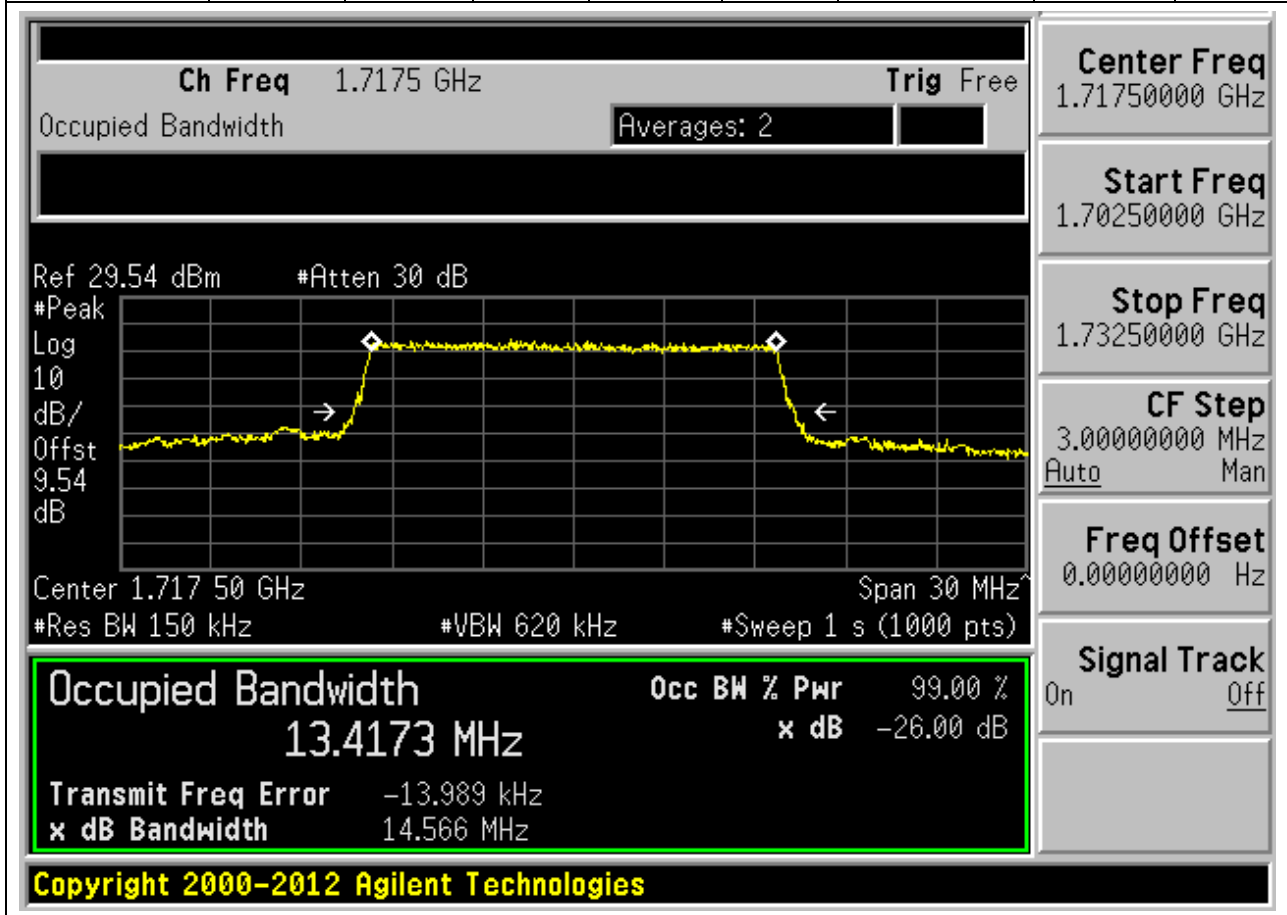 Ch Freq 1.7175 GHz Trig Free
Occupied Bandwidth Averages: 2
Ref 29.54 dBm #Atten 30 dB
#Peak
Log
10
dB/
Offst
9.54
dB
Center 1.717 50 GHz Span 30 MHz^
#Res BW 150 kHz #VBW 620 kHz #Sweep 1 s (1000 pts)
Occupied Bandwidth Occ BW % Pwr 99.00 %
13.4173 MHz x dB -26.00 dB
Transmit Freq Error -13.989 kHz
x dB Bandwidth 14.566 MHz
Copyright 2000-2012 Agilent Technologies
Center Freq
1.71750000 GHz
Start Freq
1.70250000 GHz
Stop Freq
1.73250000 GHz
CF Step
3.00000000 MHz
Auto Man
Freq Offset
0.00000000 Hz
Signal Track
On Off